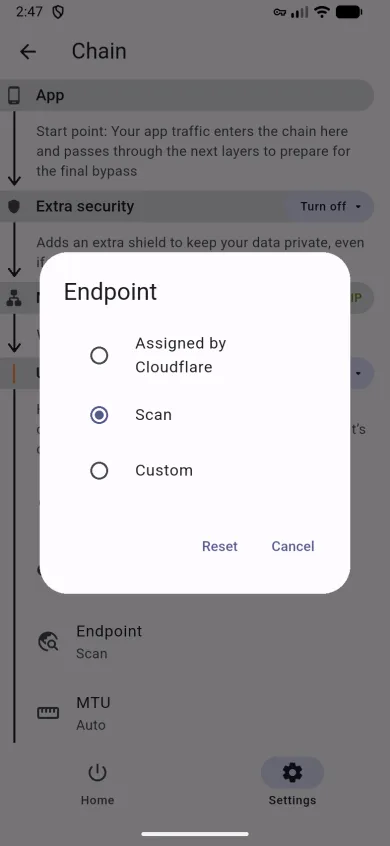 2:47
Chain
App
Start point: Your app traffic enters the chain here
and passes through the next layers to prepare for
the final bypass
Extra security
Turn off
Adds an extra shield to keep your data private, even
Endpoint
Assigned by
Cloudflare
Scan
Custom
Reset
Cancel
Endpoint
Scan
MTU
Auto
Home
Settings